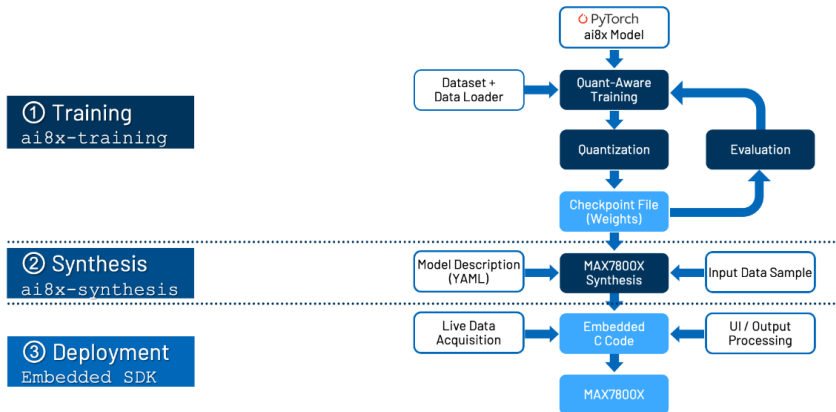 PyTorch
ai8x Model
Dataset +
Data Loader
Quant-Aware
Training
① Training
ai8x-training
Quantization
Evaluation
Checkpoint File
(Weights)
② Synthesis
ai8x-synthesis
Model Description
(YAML)
MAX7800X
Synthesis
Input Data Sample
③ Deployment
Embedded SDK
Live Data
Acquisition
Embedded
C Code
UI / Output
Processing
MAX7800X